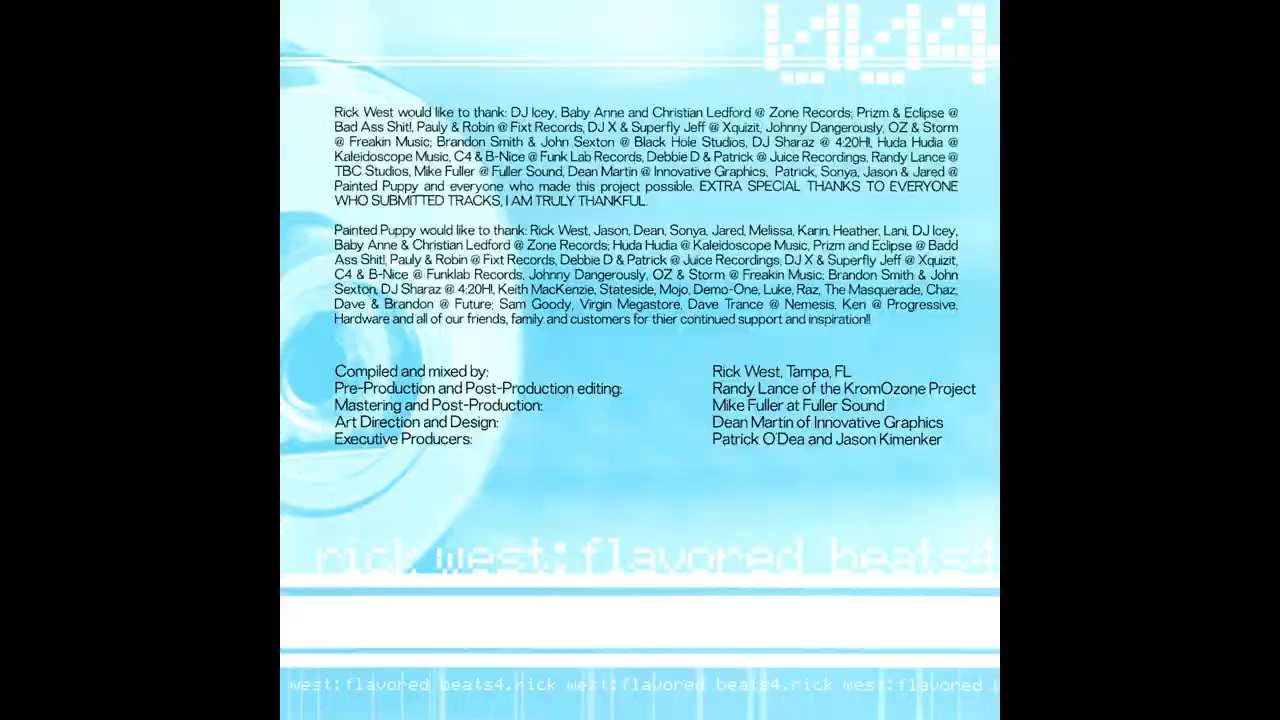 Rick West would like to thank: DJ Icey, Baby Anne and Christian Ledford @ Zone Records; Prizm & Eclipse @
Bad Ass Shit!, Pauly & Robin @ Fixt Records, DJ X & Superfly Jeff @ Xquizit, Johnny Dangerously, OZ & Storm
@ Freakin Music; Brandon Smith & John Sexton @ Black Hole Studios, DJ Sharaz @ 4:20H!, Huda Hudia @
Kaleidoscope Music, C4 & B-Nice @ Funk Lab Records, Debbie D & Patrick @ Juice Recordings, Randy Lance @
TBC Studios, Mike Fuller @ Fuller Sound, Dean Martin @ Innovative Graphics, Patrick, Sonya, Jason & Jared @
Painted Puppy and everyone who made this project possible. EXTRA SPECIAL THANKS TO EVERYONE
WHO SUBMITTED TRACKS, I AM TRULY THANKFUL.
Painted Puppy would like to thank: Rick West, Jason, Dean, Sonya, Jared, Melissa, Karin, Heather, Lani, DJ Icey,
Baby Anne & Christian Ledford @ Zone Records; Huda Hudia @ Kaleidoscope Music, Prizm and Eclipse @ Badd
Ass Shit!, Pauly & Robin @ Fixt Records, Debbie D & Patrick @ Juice Recordings, DJ X & Superfly Jeff @ Xquizit,
C4 & B-Nice @ Funklab Records, Johnny Dangerously, OZ & Storm @ Freakin Music; Brandon Smith & John
Sexton, DJ Sharaz @ 4:20H!, Keith MacKenzie, Stateside, Mojo, Demo-One, Luke, Raz, The Masquerade, Chaz,
Dave & Brandon @ Future; Sam Goody, Virgin Megastore, Dave Trance @ Nemesis, Ken @ Progressive,
Hardware and all of our friends, family and customers for thier continued support and inspiration!!
Compiled and mixed by: Rick West, Tampa, FL
Pre-Production and Post-Production editing: Randy Lance of the KromOzone Project
Mastering and Post-Production: Mike Fuller at Fuller Sound
Art Direction and Design: Dean Martin of Innovative Graphics
Executive Producers: Patrick O'Dea and Jason Kimenker
rick west:flavored beats4
west:flavored beats4.rick west:flavored beats4.rick west:flavored